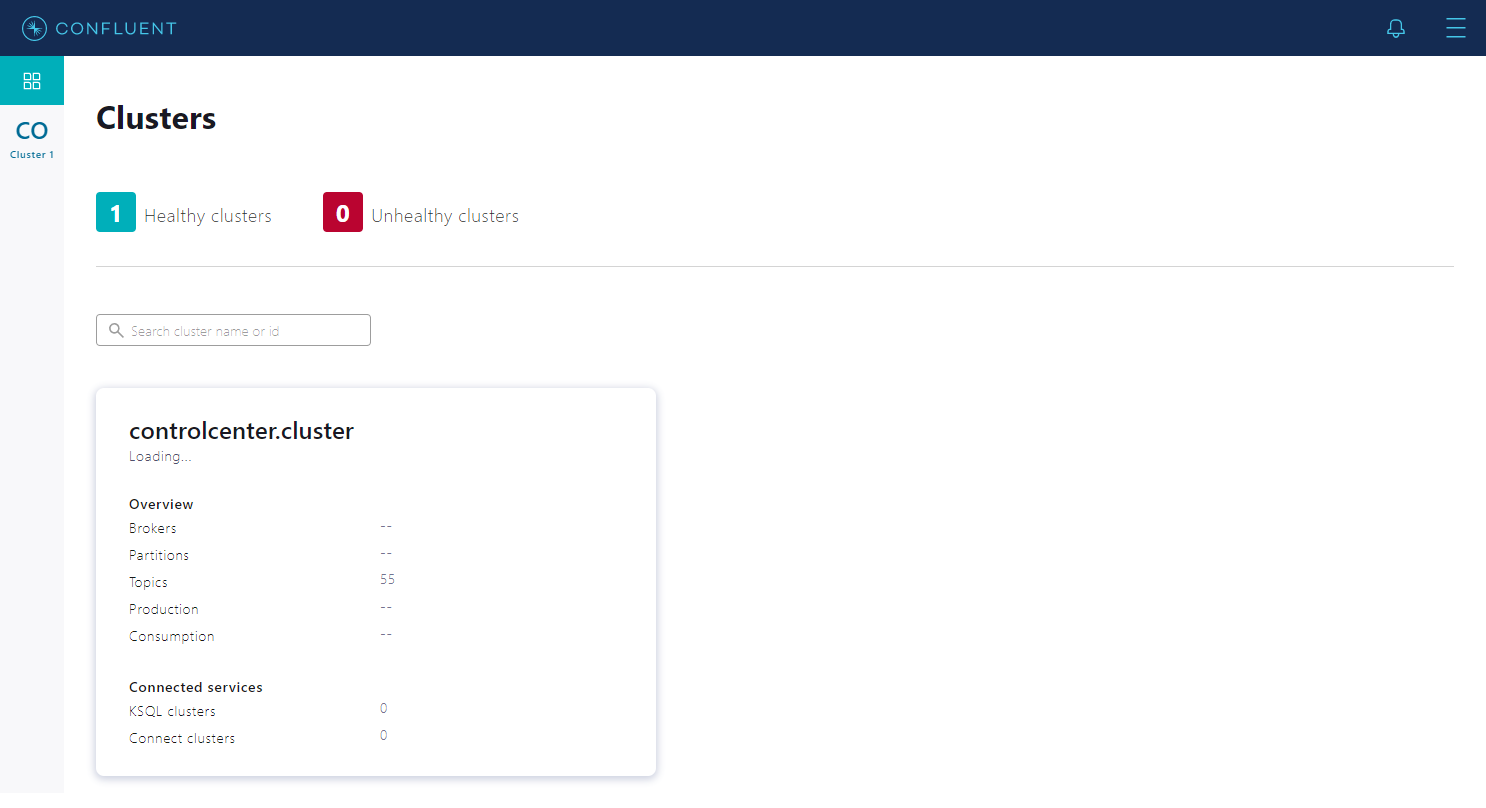 CONFLUENT
CO
Cluster 1
Clusters
1 Healthy clusters 0 Unhealthy clusters
Search cluster name or id
controlcenter.cluster
Loading...
Overview
Brokers --
Partitions --
Topics 55
Production --
Consumption --
Connected services
KSQL clusters 0
Connect clusters 0